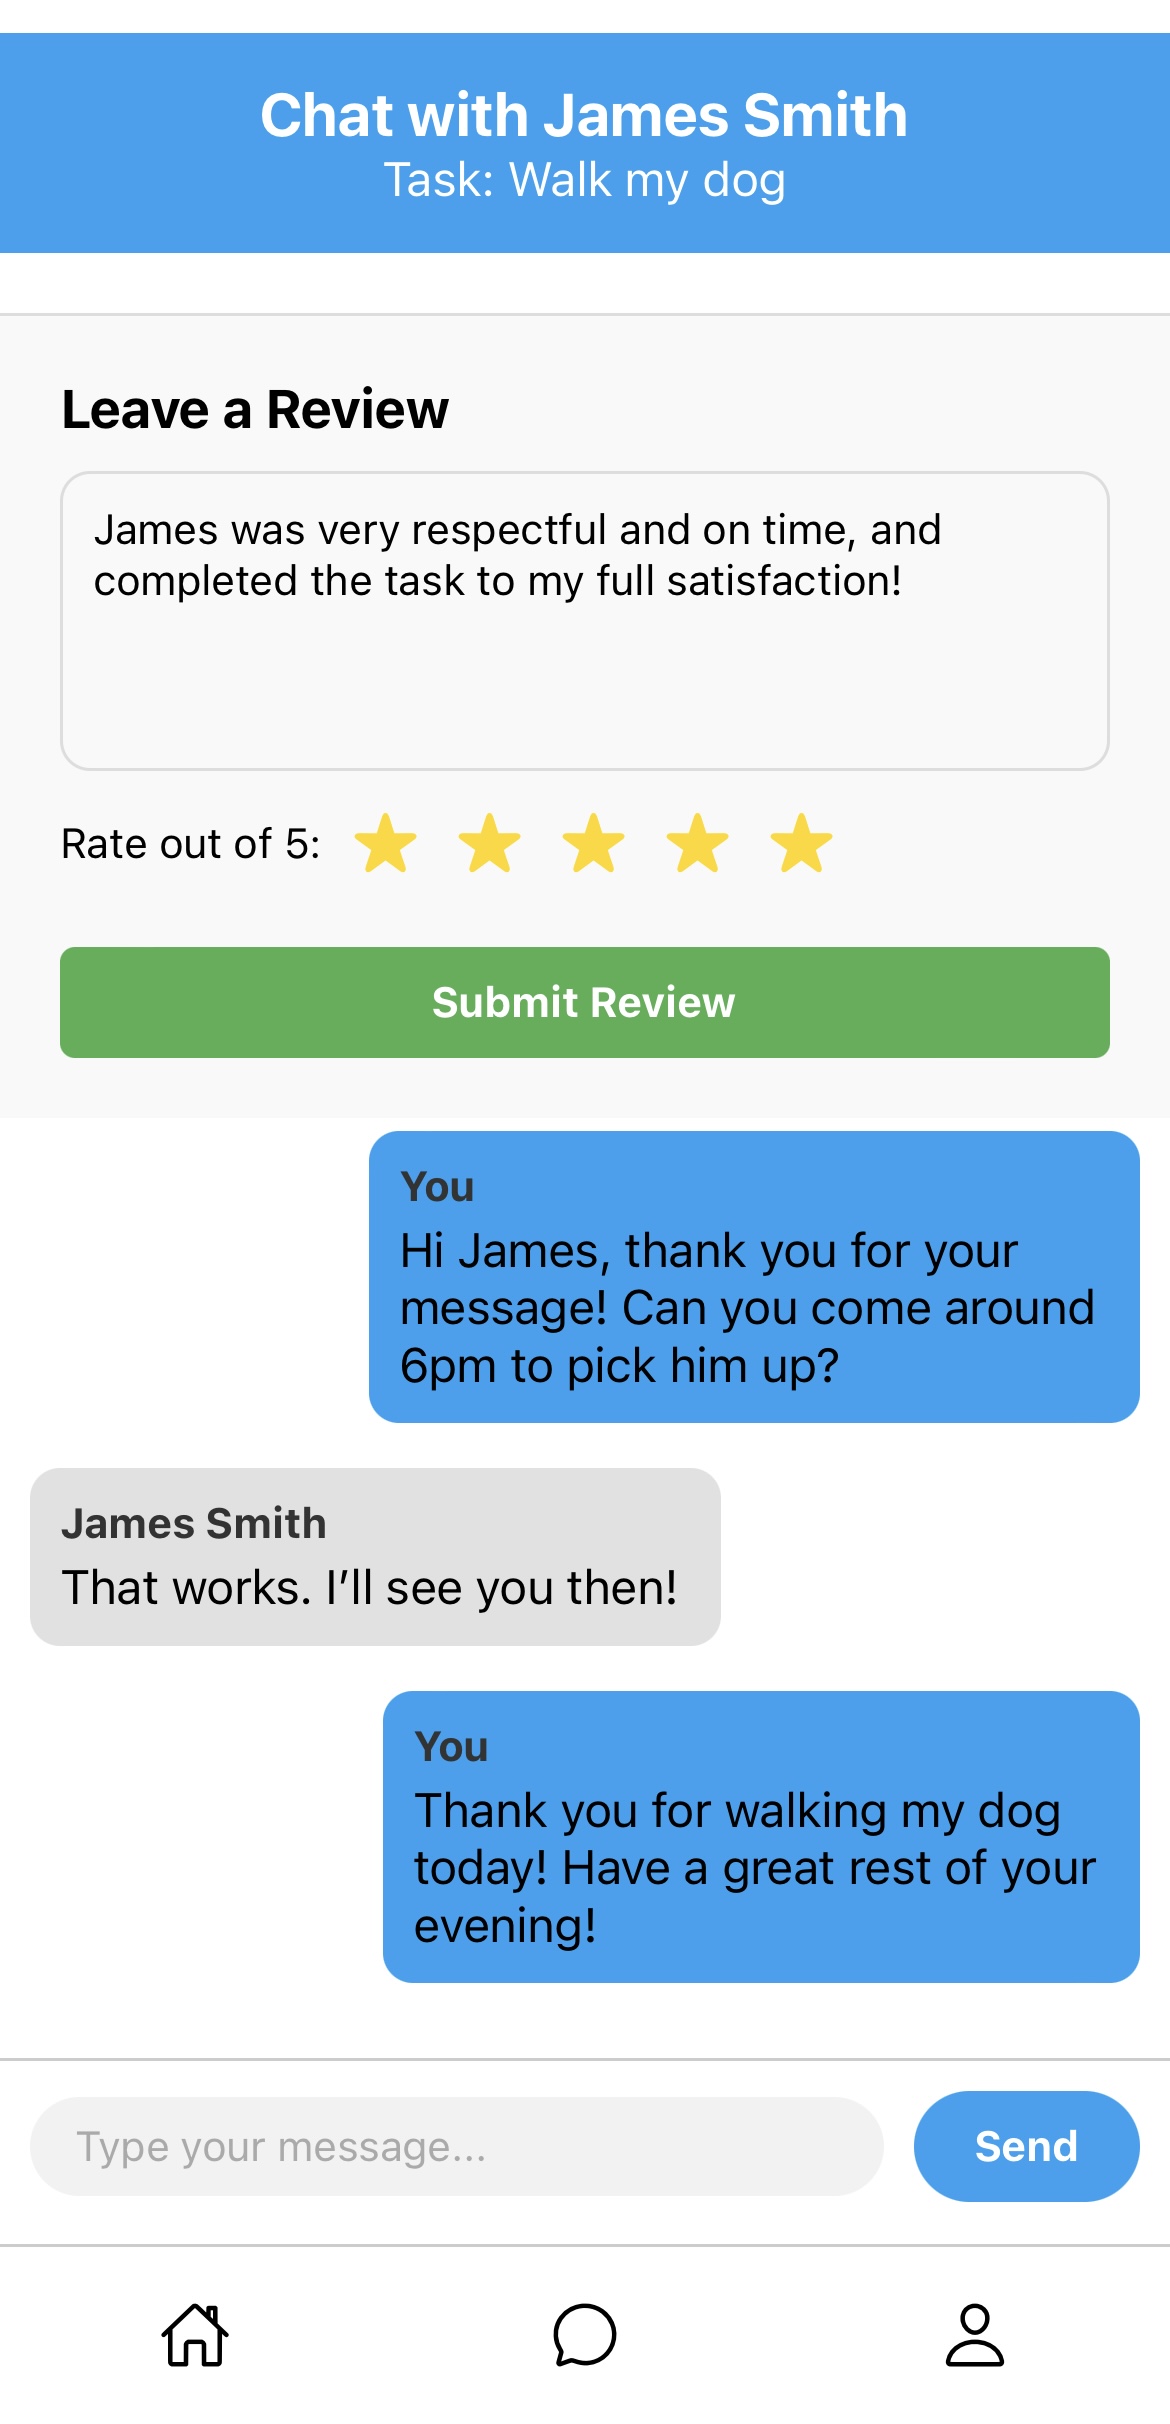 Chat with James Smith
Task: Walk my dog
Leave a Review
James was very respectful and on time, and
completed the task to my full satisfaction!
Rate out of 5:
Submit Review
You
Hi James, thank you for your
message! Can you come around
6pm to pick him up?
James Smith
That works. I’ll see you then!
You
Thank you for walking my dog
today! Have a great rest of your
evening!
Type your message...
Send